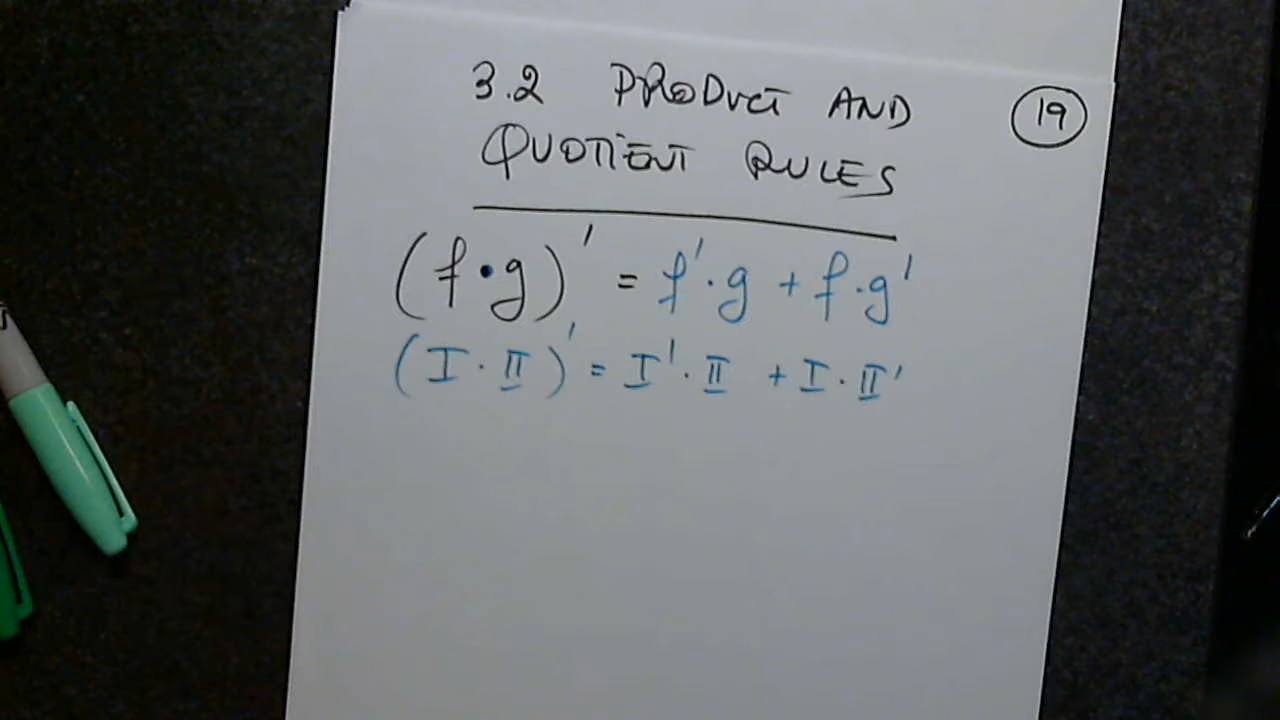 3.2 PRODUCT AND
19
QUOTIENT RULES
(f·g)' = f'·g + f·g'
(I·II)' = I'·II + I·II'